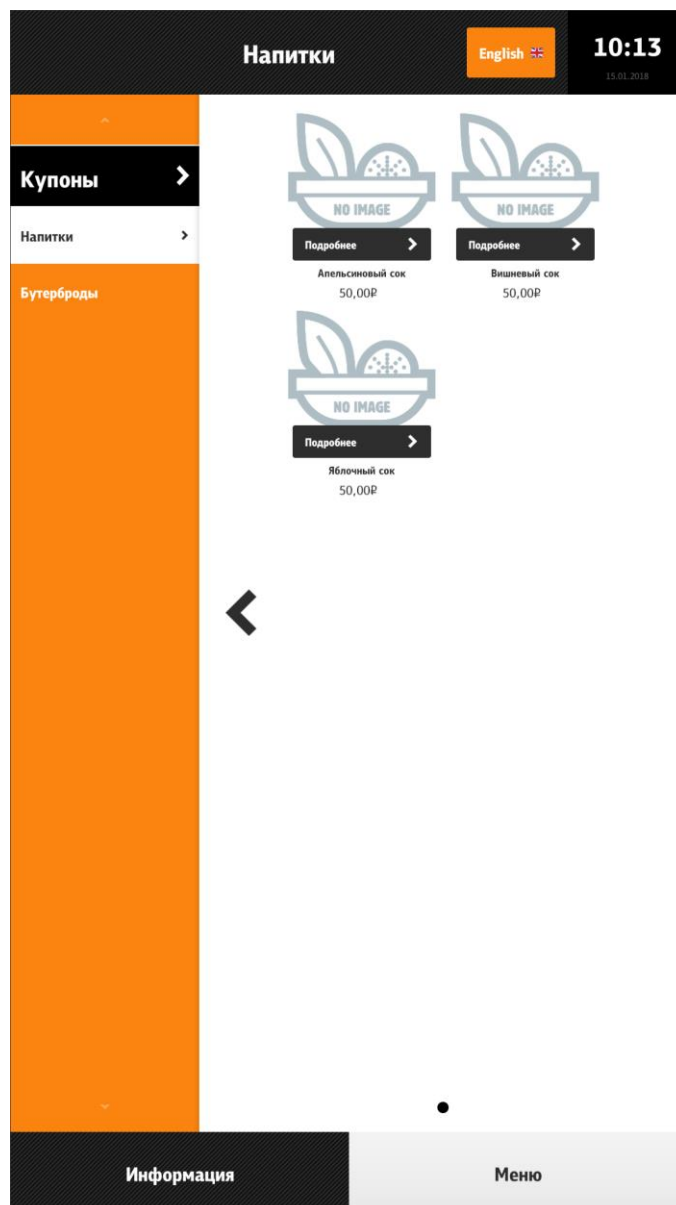 Напитки
English
10:13
15.01.2018
Купоны
Напитки
Бутерброды
NO IMAGE
NO IMAGE
Подробнее
Подробнее
Апельсиновый сок
Вишневый сок
50,00₽
50,00₽
NO IMAGE
Подробнее
Яблочный сок
50,00₽
Информация
Меню